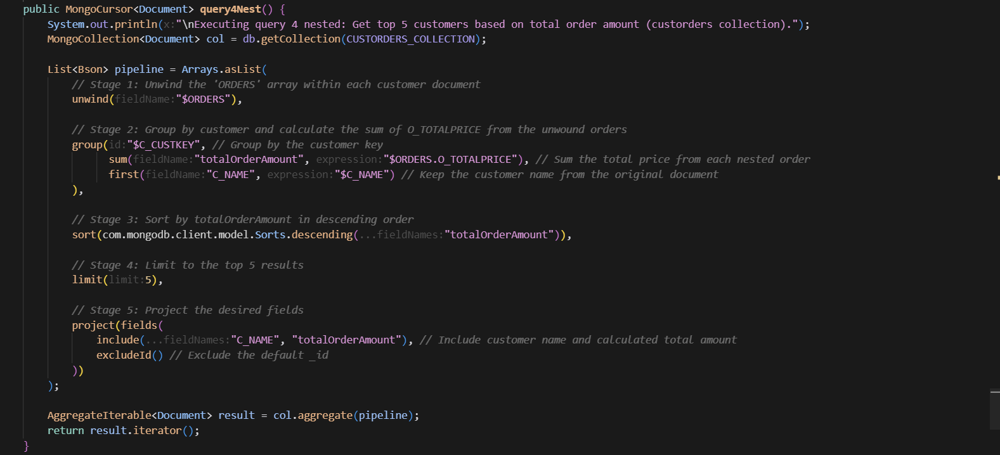 public MongoCursor<Document> query4Nest() {
System.out.println(x:"\nExecuting query 4 nested: Get top 5 customers based on total order amount (custorders collection).");
MongoCollection<Document> col = db.getCollection(CUSTORDERS_COLLECTION);
List<Bson> pipeline = Arrays.asList(
// Stage 1: Unwind the 'ORDERS' array within each customer document
unwind(fieldName:"$ORDERS"),
// Stage 2: Group by customer and calculate the sum of O_TOTALPRICE from the unwound orders
group(id:"$C_CUSTKEY", // Group by the customer key
sum(fieldName:"totalOrderAmount", expression:"$ORDERS.O_TOTALPRICE"), // Sum the total price from each nested order
first(fieldName:"C_NAME", expression:"$C_NAME") // Keep the customer name from the original document
),
// Stage 3: Sort by totalOrderAmount in descending order
sort(com.mongodb.client.model.Sorts.descending(...fieldNames:"totalOrderAmount")),
// Stage 4: Limit to the top 5 results
limit(limit:5),
// Stage 5: Project the desired fields
project(fields(
include(...fieldNames:"C_NAME", "totalOrderAmount"), // Include customer name and calculated total amount
excludeId() // Exclude the default _id
))
);
AggregateIterable<Document> result = col.aggregate(pipeline);
return result.iterator();
}